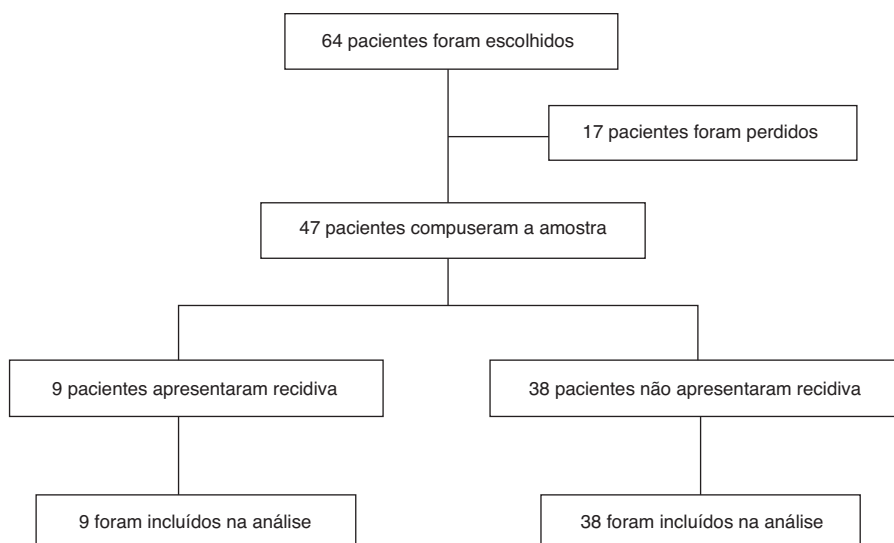 64 pacientes foram escolhidos
17 pacientes foram perdidos
47 pacientes compuseram a amostra
9 pacientes apresentaram recidiva
38 pacientes não apresentaram recidiva
9 foram incluídos na análise
38 foram incluídos na análise